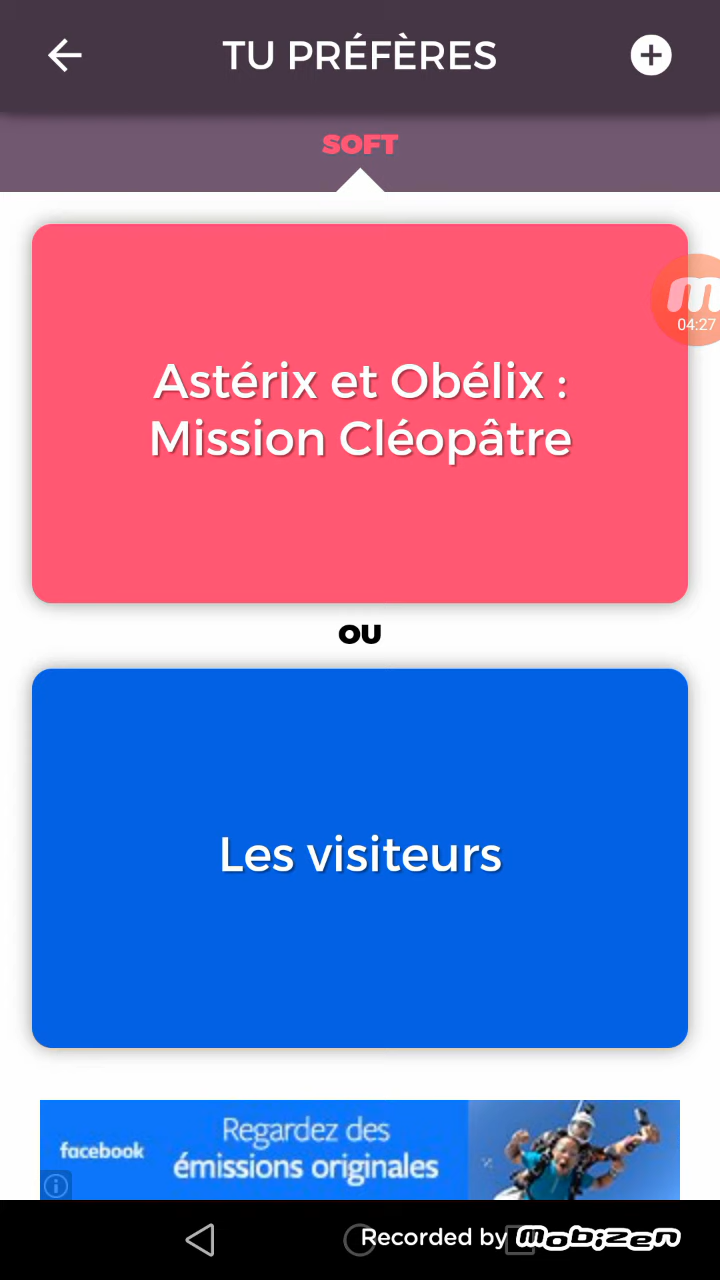 TU PRÉFÈRES
SOFT
04:27
Astérix et Obélix :
Mission Cléopâtre
OU
Les visiteurs
facebook
Regardez des
émissions originales
Recorded by mobizen